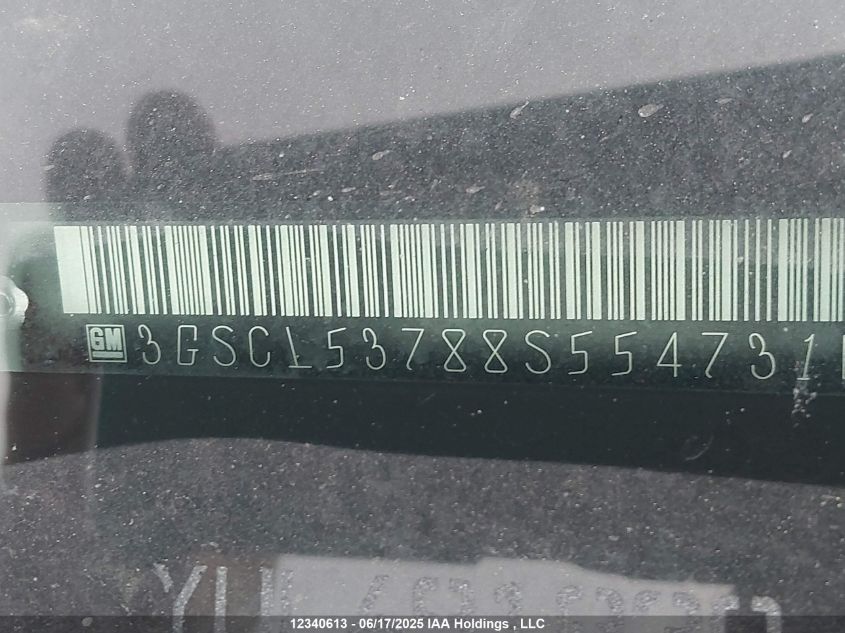 GM 3GSCL53788S554731
12340613 - 06/17/2025 IAA Holdings , LLC